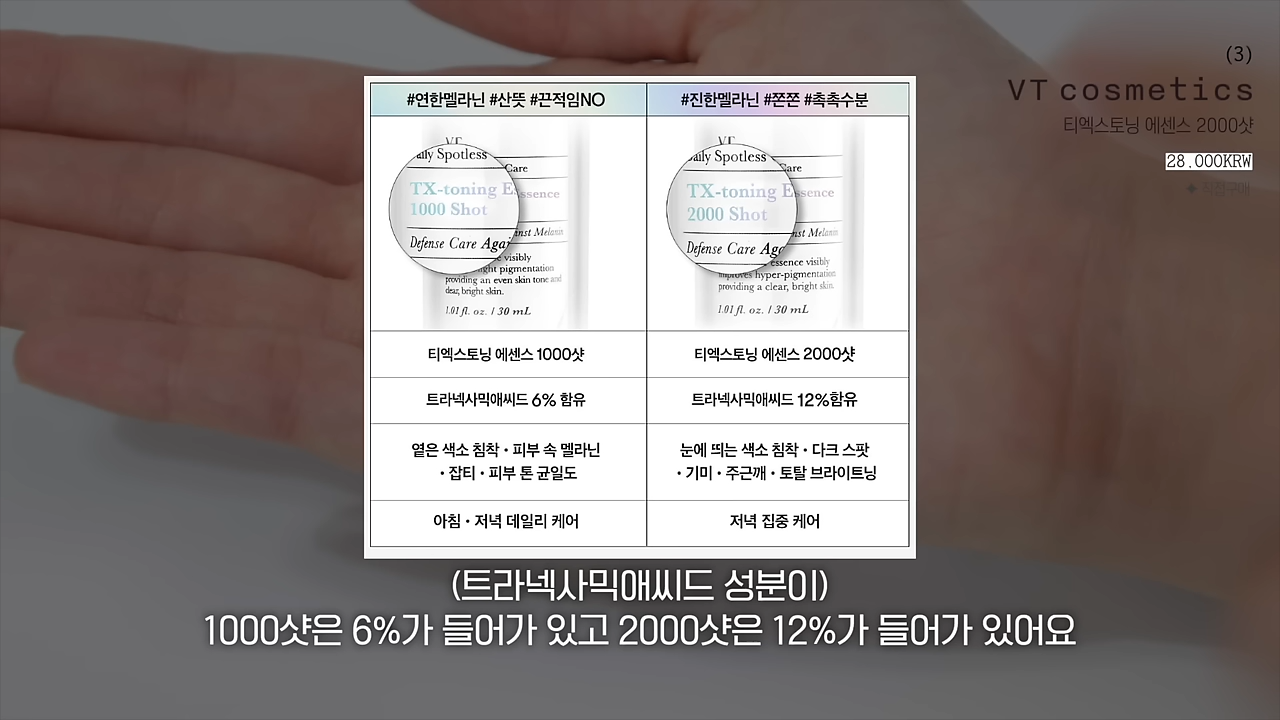 (3)
VT cosmetics
티엑스토닝 에센스 2000샷
28.000KRW
◆ 직접구매
#연한멜라닌 #산뜻 #끈적임NO
#진한멜라닌 #쫀쫀 #촉촉수분
VT
aily Spotless
Care
TX-toning Essence
1000 Shot
nst Melanin
Defense Care Agai
e visibly
ght pigmentation
providing an even skin tone and
clear, bright skin.
1.01 fl. oz. / 30 mL
VT
aily Spotless
Care
TX-toning Essence
2000 Shot
inst Melanin
Defense Care Aga
essence visibly
improves hyper-pigmentation
providing a clear, bright skin.
1.01 fl. oz. / 30 mL
티엑스토닝 에센스 1000샷
티엑스토닝 에센스 2000샷
트라넥사믹애씨드 6% 함유
트라넥사믹애씨드 12%함유
옅은 색소 침착 • 피부 속 멜라닌
• 잡티 • 피부 톤 균일도
눈에 띄는 색소 침착 • 다크 스팟
• 기미 • 주근깨 • 토탈 브라이트닝
아침 • 저녁 데일리 케어
저녁 집중 케어
(트라넥사믹애씨드 성분이)
1000샷은 6%가 들어가 있고 2000샷은 12%가 들어가 있어요